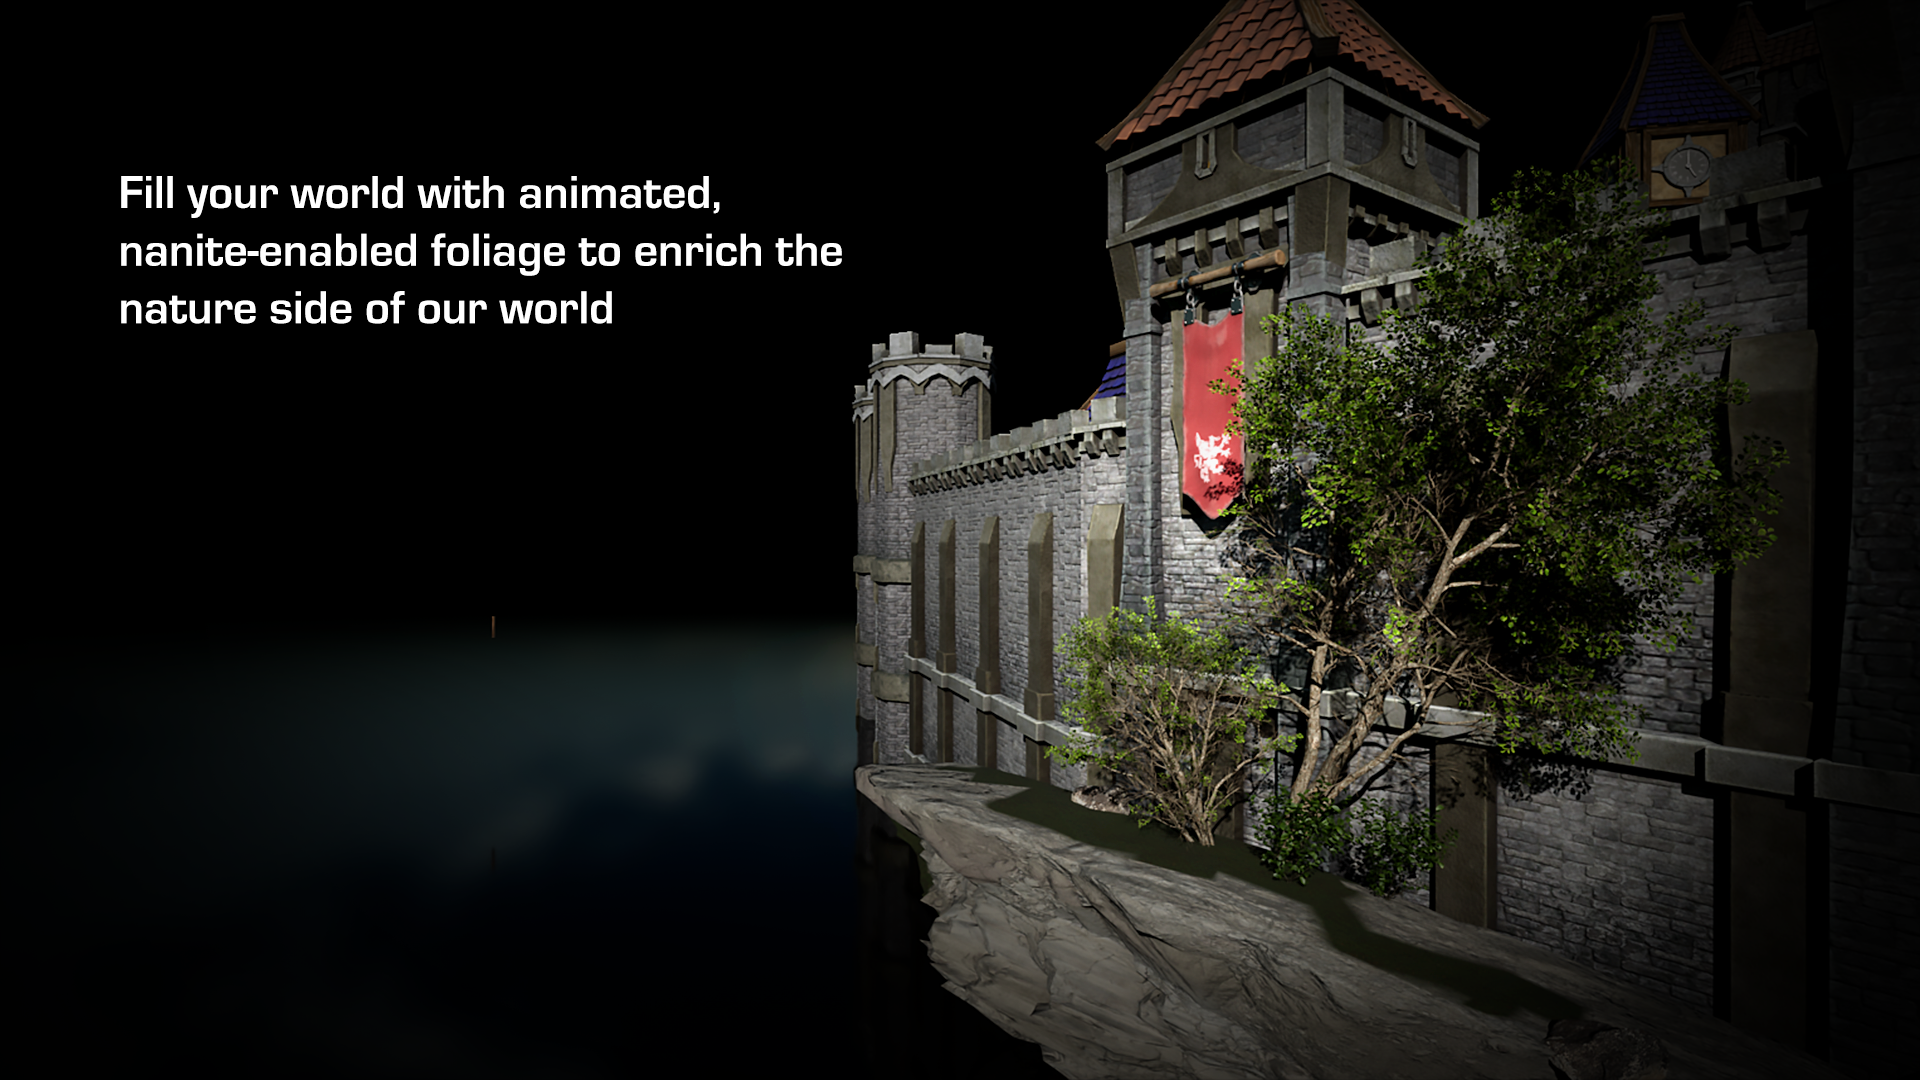 Fill your world with animated,
nanite-enabled foliage to enrich the
nature side of our world